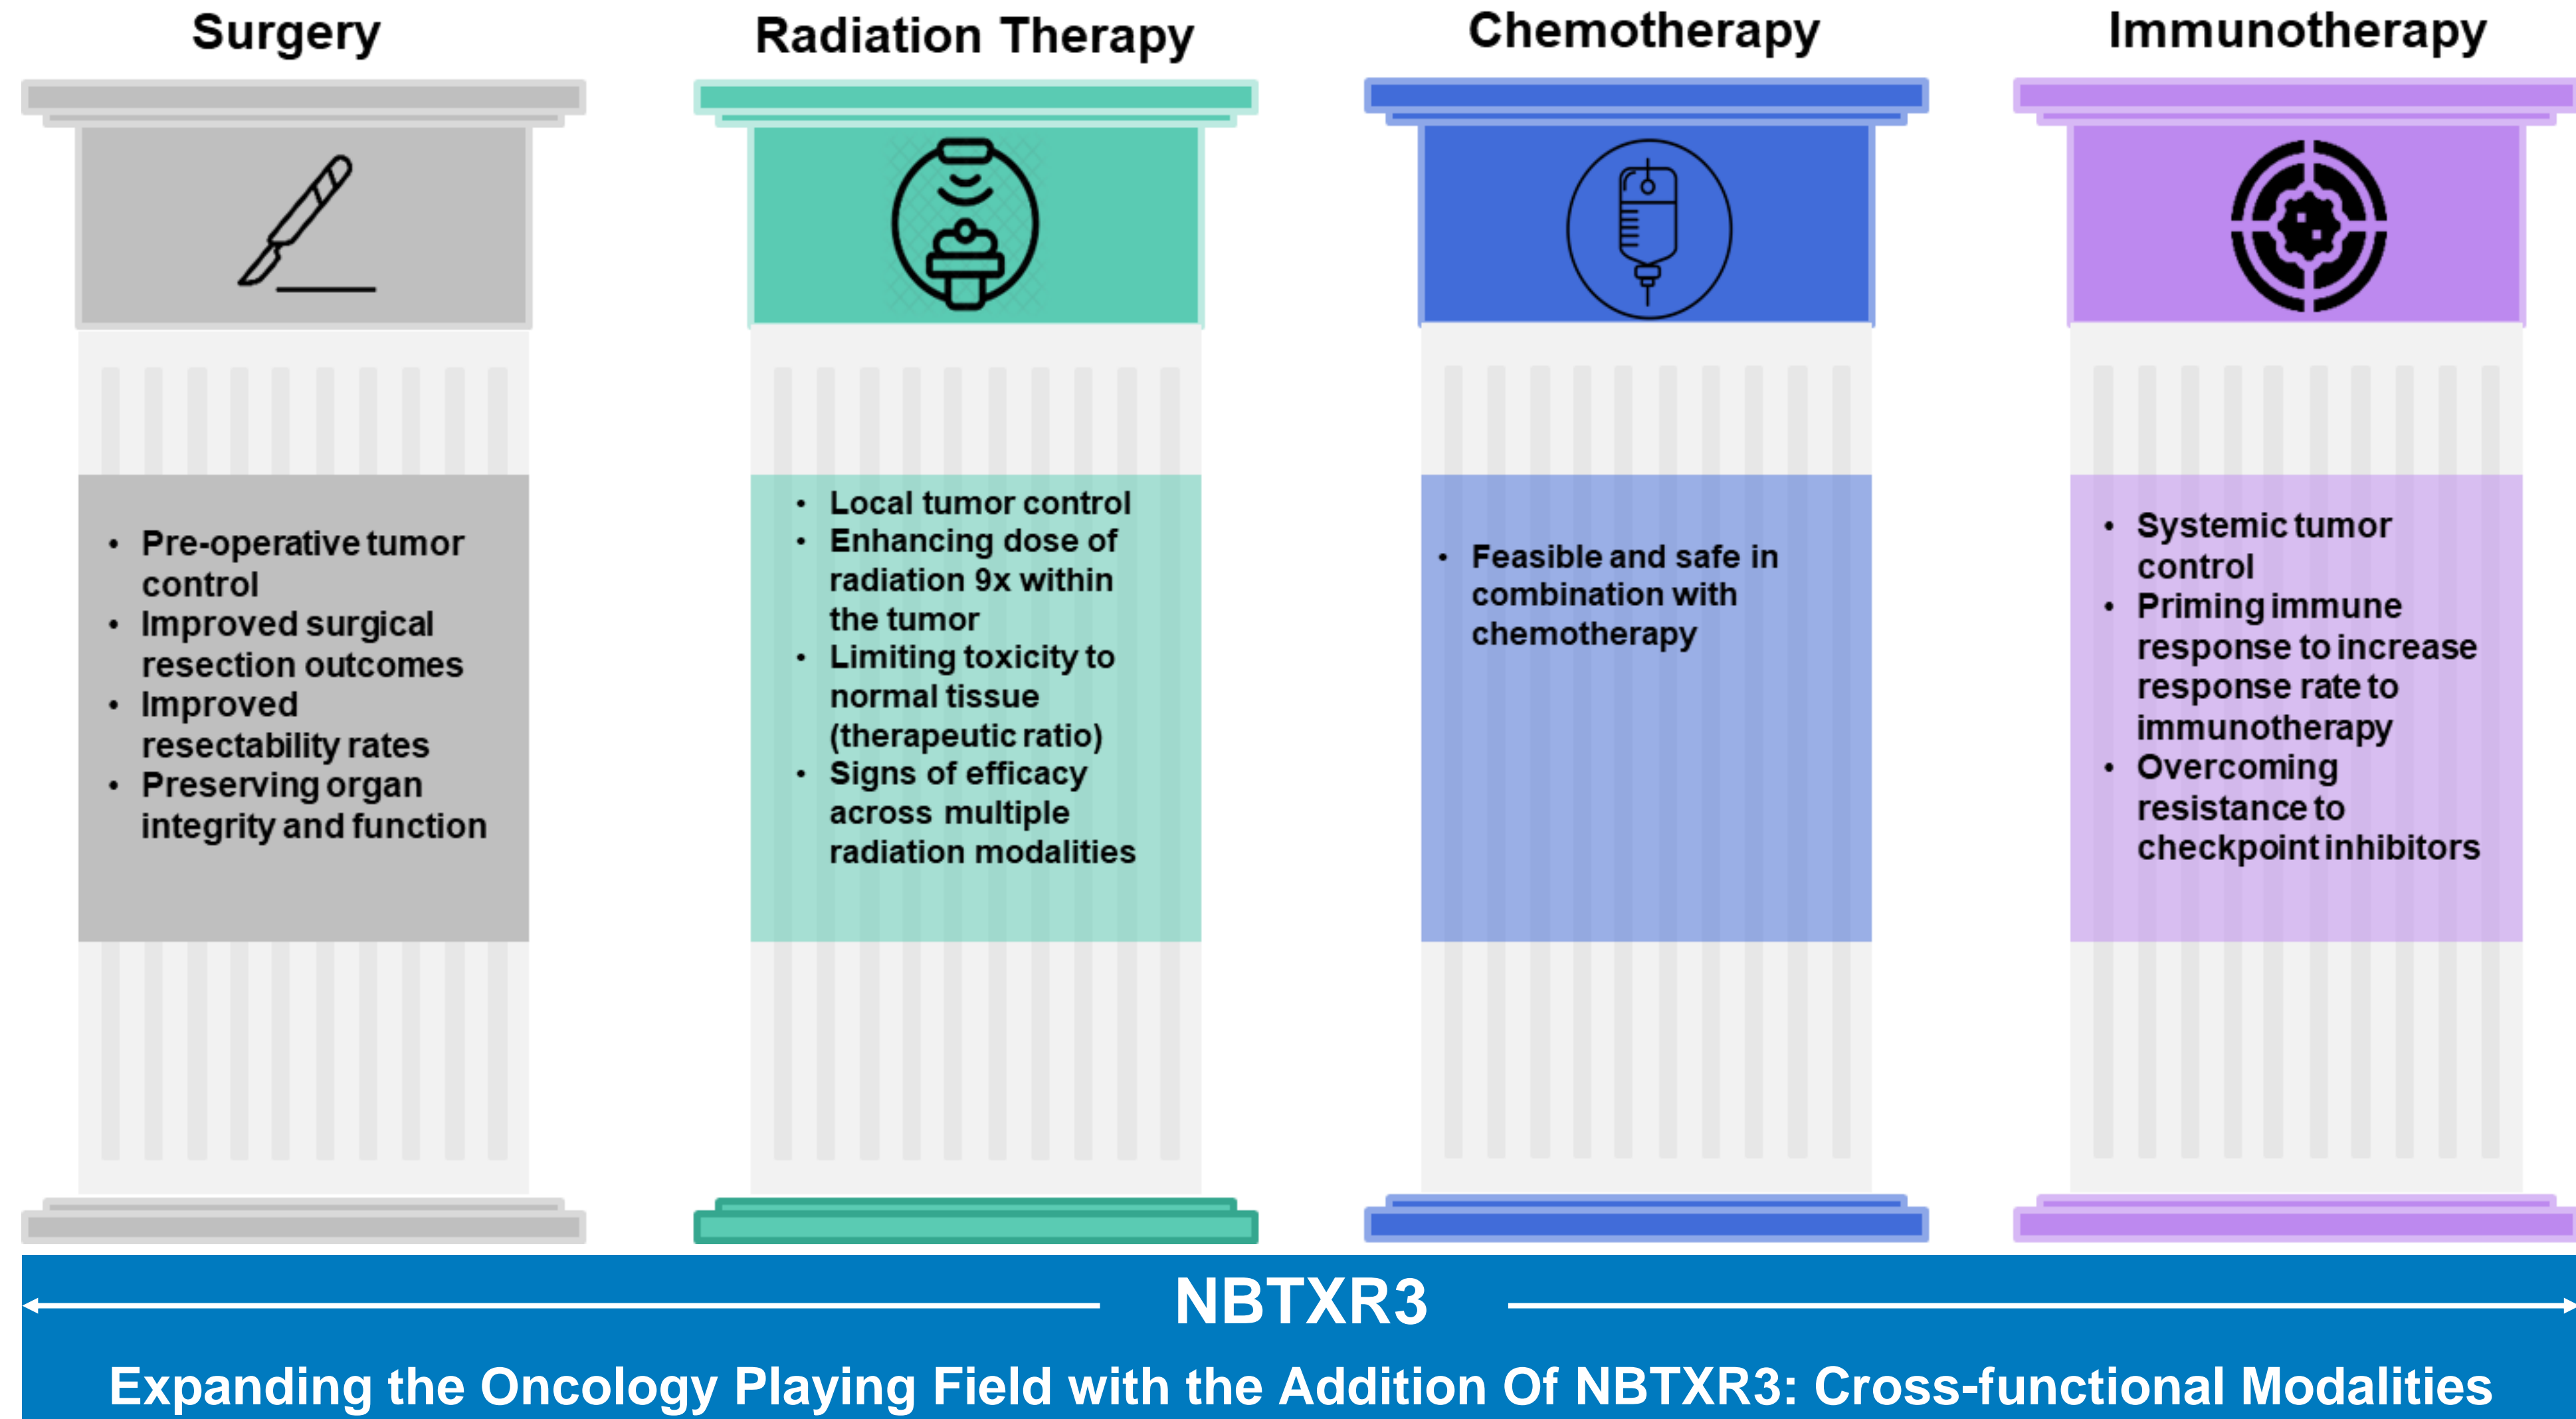 Surgery
Radiation Therapy
Chemotherapy
Immunotherapy
• Pre-operative tumor
control
• Improved surgical
resection outcomes
• Improved
resectability rates
• Preserving organ
integrity and function
• Local tumor control
• Enhancing dose of
radiation 9x within
the tumor
• Limiting toxicity to
normal tissue
(therapeutic ratio)
• Signs of efficacy
across multiple
radiation modalities
• Feasible and safe in
combination with
chemotherapy
• Systemic tumor
control
• Priming immune
response to increase
response rate to
immunotherapy
• Overcoming
resistance to
checkpoint inhibitors
NBTXR3
Expanding the Oncology Playing Field with the Addition Of NBTXR3: Cross-functional Modalities